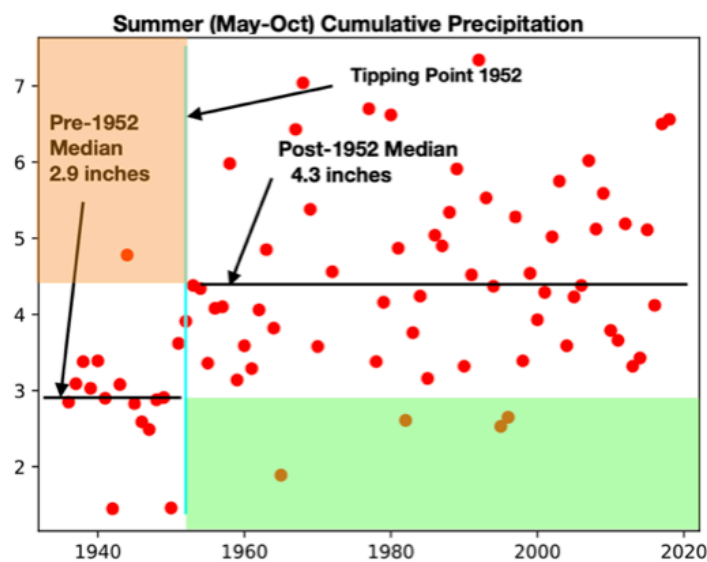 Summer (May-Oct) Cumulative Precipitation
7
6
5
4
3
2
Tipping Point 1952
Pre-1952
Median
2.9 inches
Post-1952 Median
4.3 inches
1940
1960
1980
2000
2020